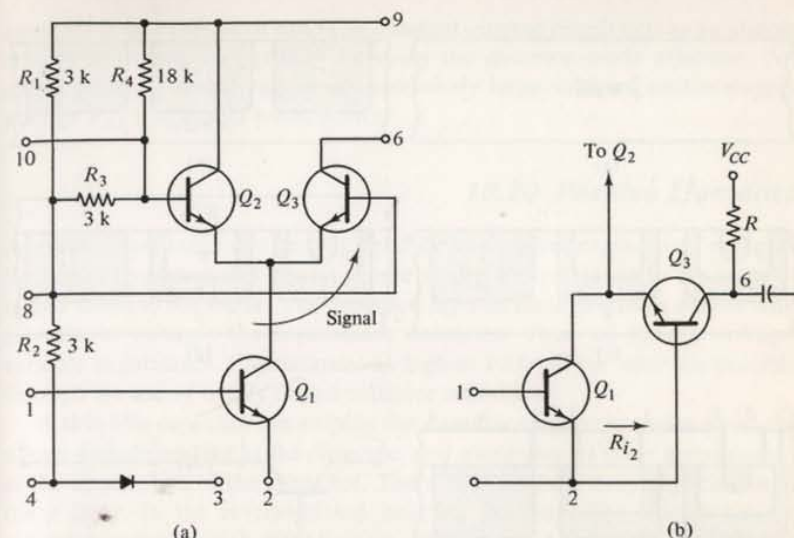 9
R1 3 k R4 18 k
6
10
R3
3 k
Q2 Q3
8
Signal
R2 3 k
1
Q1
4 3 2
(a)
To Q2 VCC
R
Q3
6
1
Q1
Ri2
2
(b)